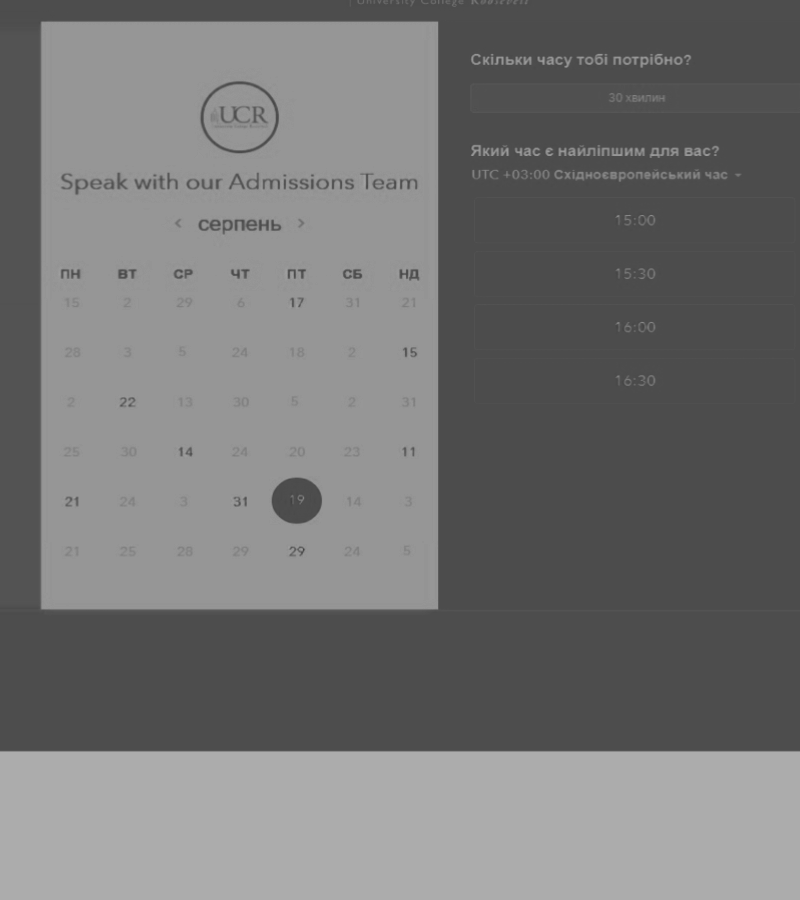 University College
UCR
Speak with our Admissions Team
< серпень >
ПН ВТ СР ЧТ ПТ СБ НД
15 2 29 6 17 31 21
28 3 5 24 18 2 15
2 22 13 30 5 2 31
25 30 14 24 20 23 11
21 24 3 31 19 14 3
21 25 28 29 29 24 5
Скільки часу тобі потрібно?
30 хвилин
Який час є найліпшим для вас?
UTC +03:00 Східноєвропейський час
15:00
15:30
16:00
16:30